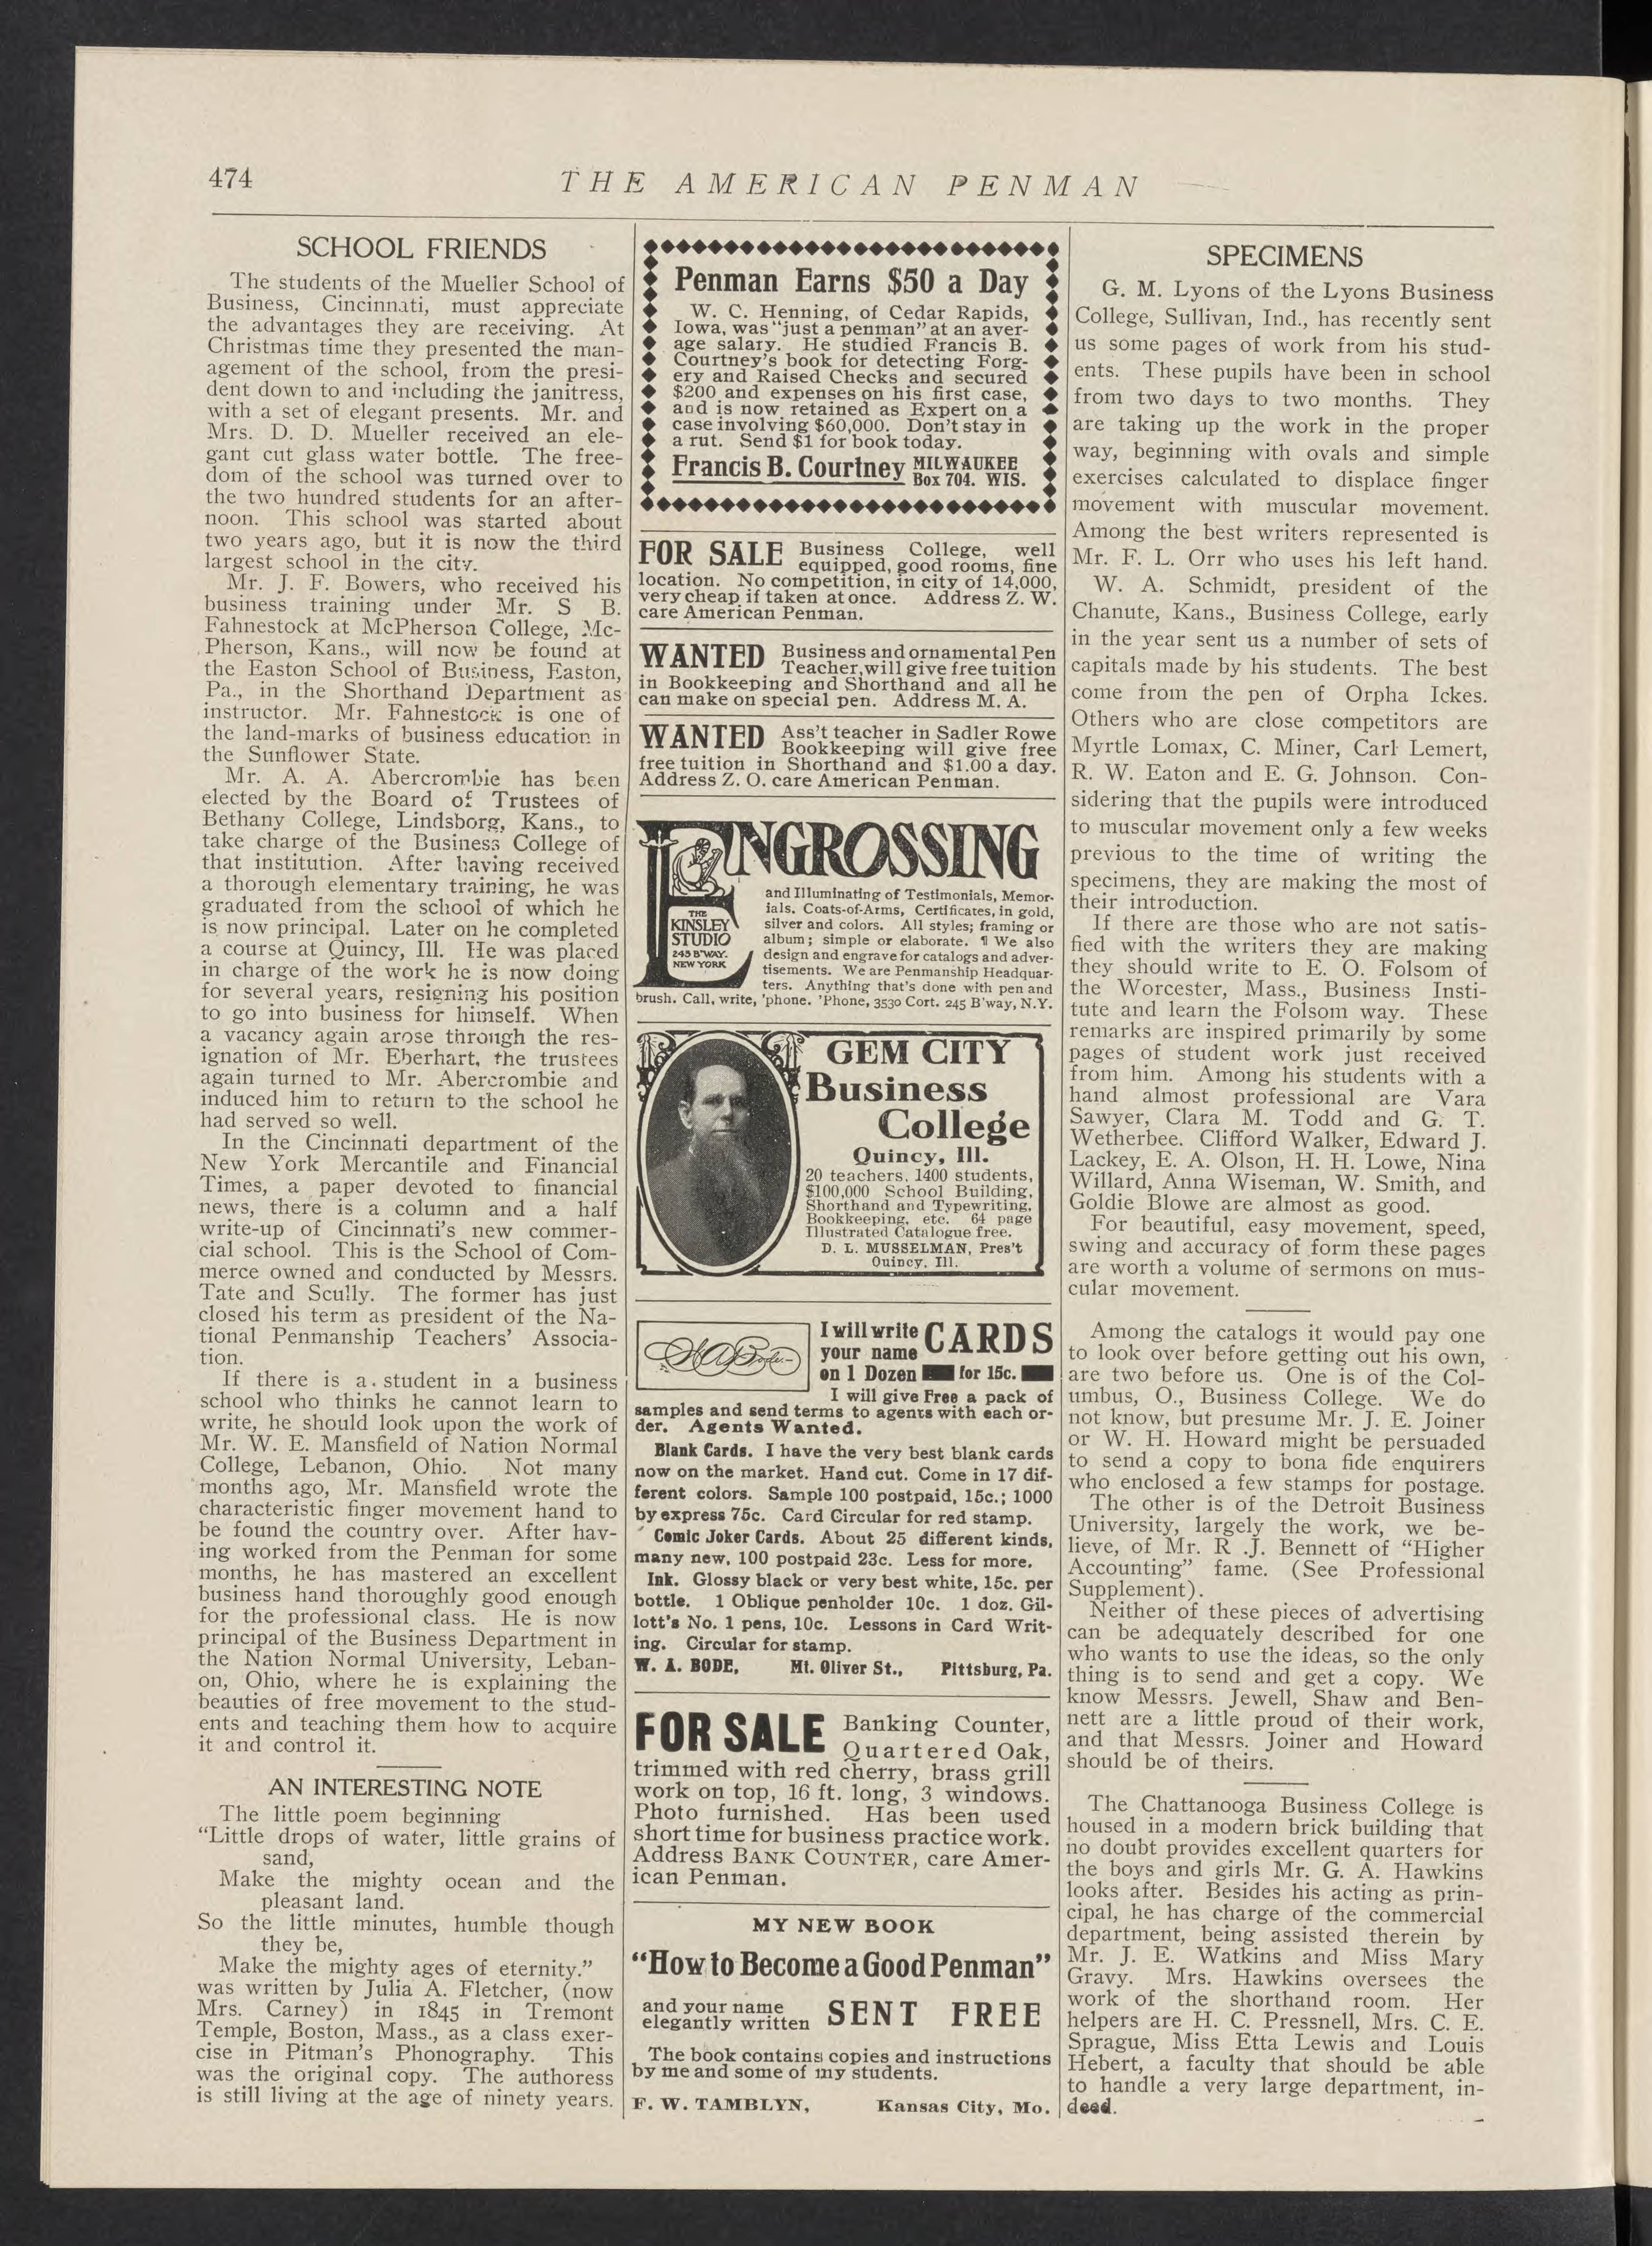 474
THE AMERICAN PENMAN
SCHOOL FRIENDS
The students of the Mueller School of
Business, Cincinnati, must appreciate
the advantages they are receiving. At
Christmas time they presented the man-
agement of the school, from the presi-
dent down to and including the janitress,
with a set of elegant presents. Mr. and
Mrs. D. D. Mueller received an ele-
gant cut glass water bottle. The free-
dom of the school was turned over to
the two hundred students for an after-
noon. This school was started about
two years ago, but it is now the third
largest school in the city.
Mr. J. F. Bowers, who received his
business training under Mr. S B.
Fahnestock at McPherson College, Mc-
Pherson, Kans., will now be found at
the Easton School of Business, Easton,
Pa., in the Shorthand Department as
instructor. Mr. Fahnestock is one of
the land-marks of business education in
the Sunflower State.
Mr. A. A. Abercrombie has been
elected by the Board of Trustees of
Bethany College, Lindsborg, Kans., to
take charge of the Business College of
that institution. After having received
a thorough elementary training, he was
graduated from the school of which he
is now principal. Later on he completed
a course at Quincy, Ill. He was placed
in charge of the work he is now doing
for several years, resigning his position
to go into business for himself. When
a vacancy again arose through the res-
ignation of Mr. Eberhart, the trustees
again turned to Mr. Abercrombie and
induced him to return to the school he
had served so well.
In the Cincinnati department of the
New York Mercantile and Financial
Times, a paper devoted to financial
news, there is a column and a half
write-up of Cincinnati's new commer-
cial school. This is the School of Com-
merce owned and conducted by Messrs.
Tate and Scully. The former has just
closed his term as president of the Na-
tional Penmanship Teachers' Associa-
tion.
If there is a. student in a business
school who thinks he cannot learn to
write, he should look upon the work of
Mr. W. E. Mansfield of Nation Normal
College, Lebanon, Ohio. Not many
months ago, Mr. Mansfield wrote the
characteristic finger movement hand to
be found the country over. After hav-
ing worked from the Penman for some
months, he has mastered an excellent
business hand thoroughly good enough
for the professional class. He is now
principal of the Business Department in
the Nation Normal University, Leban-
on, Ohio, where he is explaining the
beauties of free movement to the stud-
ents and teaching them how to acquire
it and control it.
AN INTERESTING NOTE
The little poem beginning
"Little drops of water, little grains of
sand,
Make the mighty ocean and the
pleasant land.
So the little minutes, humble though
they be,
Make the mighty ages of eternity."
was written by Julia A. Fletcher, (now
Mrs. Carney) in 1845 in Tremont
Temple, Boston, Mass., as a class exer-
cise in Pitman's Phonography. This
was the original copy. The authoress
is still living at the age of ninety years.
Penman Earns $50 a Day
W. C. Henning, of Cedar Rapids,
Iowa, was "just a penman" at an aver-
age salary. He studied Francis B.
Courtney's book for detecting Forg-
ery and Raised Checks and secured
$200 and expenses on his first case,
and is now retained as Expert on a
case involving $60,000. Don't stay in
a rut. Send $1 for book today.
Francis B. Courtney MILWAUKEE
Box 704. WIS.
FOR SALE Business College, well
equipped, good rooms, fine
location. No competition, in city of 14,000,
very cheap if taken at once. Address Z. W.
care American Penman.
WANTED Business and ornamental Pen
Teacher, will give free tuition
in Bookkeeping and Shorthand and all he
can make on special pen. Address M. A.
WANTED Ass't teacher in Sadler Rowe
Bookkeeping will give free
free tuition in Shorthand and $1.00 a day.
Address Z. O. care American Penman.
ENGROSSING
THE
KINSLEY
STUDIO
245 B'WAY.
NEW YORK
and Illuminating of Testimonials, Memor-
ials. Coats-of-Arms, Certificates, in gold,
silver and colors. All styles; framing or
album; simple or elaborate. ¶ We also
design and engrave for catalogs and adver-
tisements. We are Penmanship Headquar-
ters. Anything that's done with pen and
brush. Call, write, 'phone. 'Phone, 3530 Cort. 245 B'way, N.Y.
GEM CITY
Business
College
Quincy, Ill.
20 teachers, 1400 students,
$100,000 School Building,
Shorthand and Typewriting,
Bookkeeping, etc. 64 page
Illustrated Catalogue free.
D. L. MUSSELMAN, Pres't
Quincy, Ill.
W A Bode
I will write
your name CARDS
on 1 Dozen for 15c.
I will give Free a pack of
samples and send terms to agents with each or-
der. Agents Wanted.
Blank Cards. I have the very best blank cards
now on the market. Hand cut. Come in 17 dif-
ferent colors. Sample 100 postpaid, 15c.; 1000
by express 75c. Card Circular for red stamp.
Comic Joker Cards. About 25 different kinds,
many new, 100 postpaid 23c. Less for more.
Ink. Glossy black or very best white, 15c. per
bottle. 1 Oblique penholder 10c. 1 doz. Gil-
lott's No. 1 pens, 10c. Lessons in Card Writ-
ing. Circular for stamp.
W. A. BODE, Mt. Oliver St., Pittsburg, Pa.
FOR SALE Banking Counter,
Quartered Oak,
trimmed with red cherry, brass grill
work on top, 16 ft. long, 3 windows.
Photo furnished. Has been used
short time for business practice work.
Address BANK COUNTER, care Amer-
ican Penman.
MY NEW BOOK
"How to Become a Good Penman"
and your name
elegantly written SENT FREE
The book contains copies and instructions
by me and some of my students.
F. W. TAMBLYN, Kansas City, Mo.
SPECIMENS
G. M. Lyons of the Lyons Business
College, Sullivan, Ind., has recently sent
us some pages of work from his stud-
ents. These pupils have been in school
from two days to two months. They
are taking up the work in the proper
way, beginning with ovals and simple
exercises calculated to displace finger
movement with muscular movement.
Among the best writers represented is
Mr. F. L. Orr who uses his left hand.
W. A. Schmidt, president of the
Chanute, Kans., Business College, early
in the year sent us a number of sets of
capitals made by his students. The best
come from the pen of Orpha Ickes.
Others who are close competitors are
Myrtle Lomax, C. Miner, Carl Lemert,
R. W. Eaton and E. G. Johnson. Con-
sidering that the pupils were introduced
to muscular movement only a few weeks
previous to the time of writing the
specimens, they are making the most of
their introduction.
If there are those who are not satis-
fied with the writers they are making
they should write to E. O. Folsom of
the Worcester, Mass., Business Insti-
tute and learn the Folsom way. These
remarks are inspired primarily by some
pages of student work just received
from him. Among his students with a
hand almost professional are Vara
Sawyer, Clara M. Todd and G. T.
Wetherbee. Clifford Walker, Edward J.
Lackey, E. A. Olson, H. H. Lowe, Nina
Willard, Anna Wiseman, W. Smith, and
Goldie Blowe are almost as good.
For beautiful, easy movement, speed,
swing and accuracy of form these pages
are worth a volume of sermons on mus-
cular movement.
Among the catalogs it would pay one
to look over before getting out his own,
are two before us. One is of the Col-
umbus, O., Business College. We do
not know, but presume Mr. J. E. Joiner
or W. H. Howard might be persuaded
to send a copy to bona fide enquirers
who enclosed a few stamps for postage.
The other is of the Detroit Business
University, largely the work, we be-
lieve, of Mr. R .J. Bennett of "Higher
Accounting" fame. (See Professional
Supplement).
Neither of these pieces of advertising
can be adequately described for one
who wants to use the ideas, so the only
thing is to send and get a copy. We
know Messrs. Jewell, Shaw and Ben-
nett are a little proud of their work,
and that Messrs. Joiner and Howard
should be of theirs.
The Chattanooga Business College is
housed in a modern brick building that
no doubt provides excellent quarters for
the boys and girls Mr. G. A. Hawkins
looks after. Besides his acting as prin-
cipal, he has charge of the commercial
department, being assisted therein by
Mr. J. E. Watkins and Miss Mary
Gravy. Mrs. Hawkins oversees the
work of the shorthand room. Her
helpers are H. C. Pressnell, Mrs. C. E.
Sprague, Miss Etta Lewis and Louis
Hebert, a faculty that should be able
to handle a very large department, in-
deed.